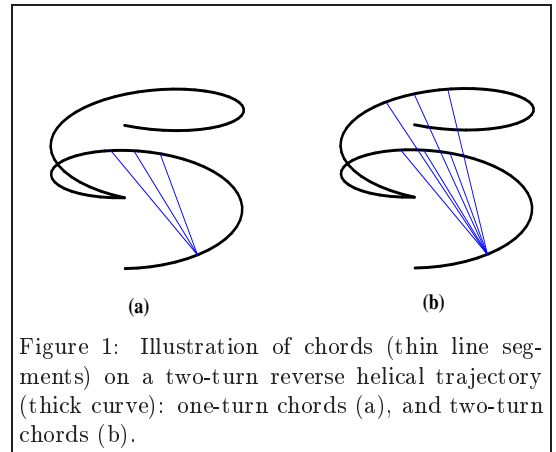 (a)
(b)
Figure 1: Illustration of chords (thin line seg-
ments) on a two-turn reverse helical trajectory
(thick curve): one-turn chords (a), and two-turn
chords (b).